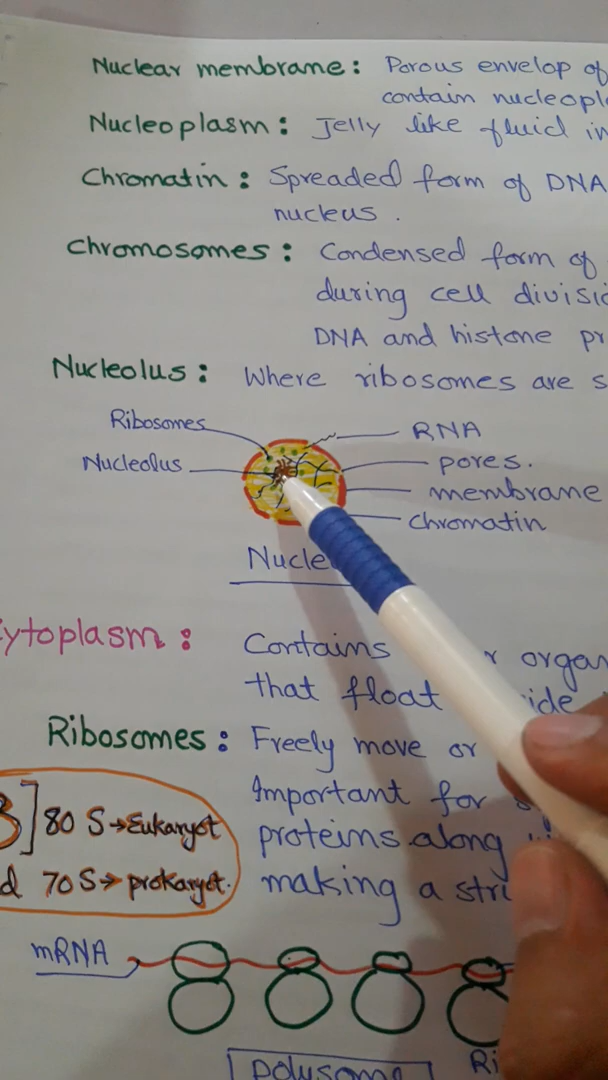 Nuclear membrane: Porous envelop of
contain nucleopl
Nucleoplasm: Jelly like fluid in
Chromatin: Spreaded form of DNA
nucleus.
Chromosomes: Condensed form of
during cell divisi
DNA and histone pr
Nucleolus: Where ribosomes are s
Ribosomes
Nucleolus
RNA
pores.
membrane
chromatin
Nucle
ytoplasm: Contains r organ
that float ide
Ribosomes: Freely move or
Important for s
proteins along
making a stri
] 80 S→Eukaryot
d 70 S→prokaryot.
mRNA
Polysome
Ri